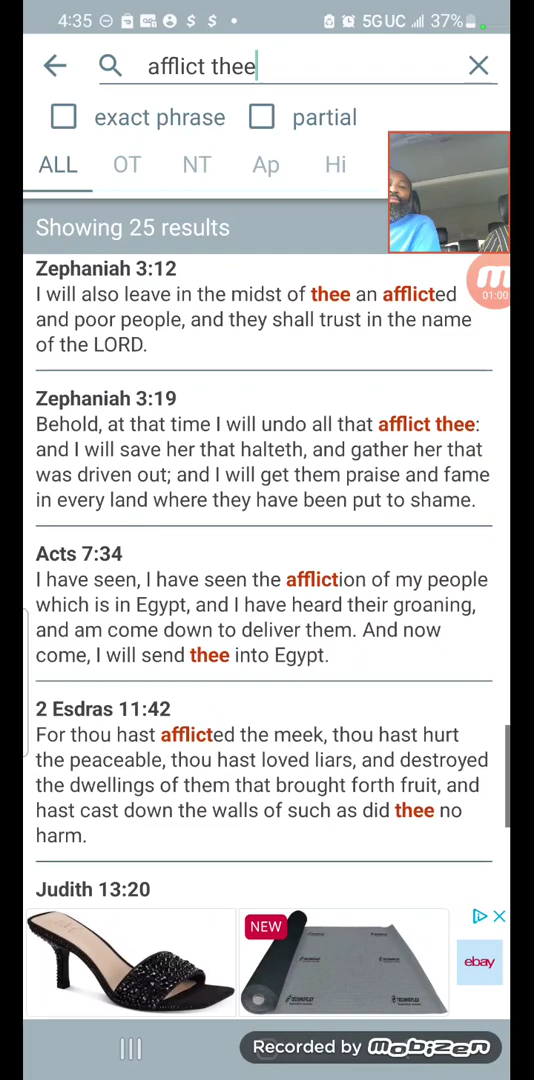 4:35 $ $ 5G UC 37%
afflict thee
exact phrase partial
ALL OT NT Ap Hi
Showing 25 results
01:00
Zephaniah 3:12
I will also leave in the midst of thee an afflicted
and poor people, and they shall trust in the name
of the LORD.
Zephaniah 3:19
Behold, at that time I will undo all that afflict thee:
and I will save her that halteth, and gather her that
was driven out; and I will get them praise and fame
in every land where they have been put to shame.
Acts 7:34
I have seen, I have seen the affliction of my people
which is in Egypt, and I have heard their groaning,
and am come down to deliver them. And now
come, I will send thee into Egypt.
2 Esdras 11:42
For thou hast afflicted the meek, thou hast hurt
the peaceable, thou hast loved liars, and destroyed
the dwellings of them that brought forth fruit, and
hast cast down the walls of such as did thee no
harm.
Judith 13:20
NEW
ebay
Recorded by mobizen